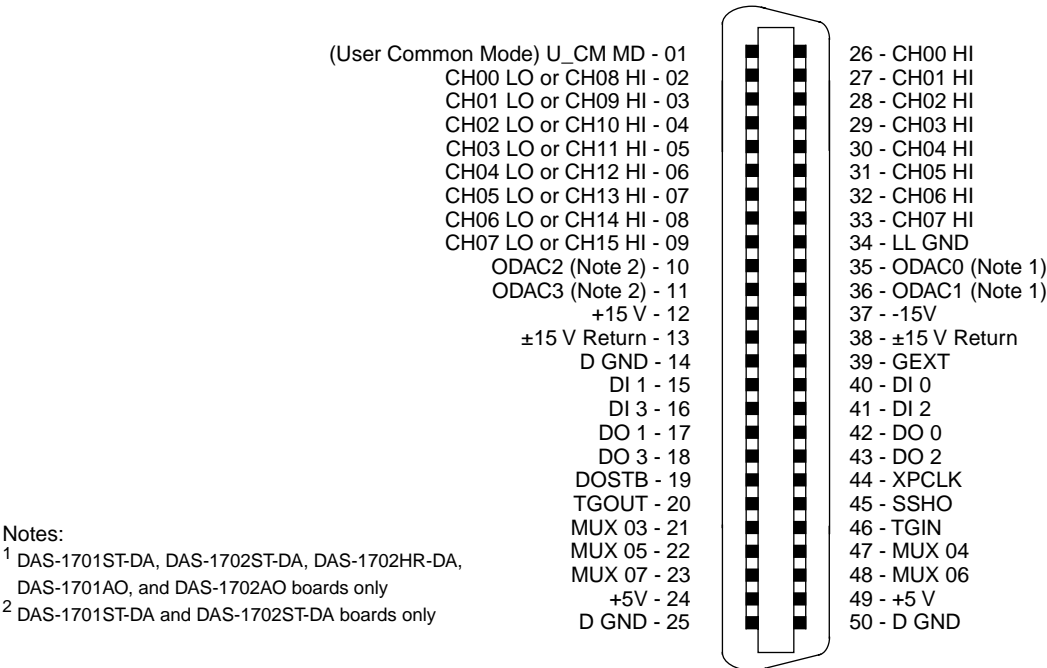 (User Common Mode) U_CM MD - 01
CH00 LO or CH08 HI - 02
CH01 LO or CH09 HI - 03
CH02 LO or CH10 HI - 04
CH03 LO or CH11 HI - 05
CH04 LO or CH12 HI - 06
CH05 LO or CH13 HI - 07
CH06 LO or CH14 HI - 08
CH07 LO or CH15 HI - 09
ODAC2 (Note 2) - 10
ODAC3 (Note 2) - 11
+15 V - 12
±15 V Return - 13
D GND - 14
DI 1 - 15
DI 3 - 16
DO 1 - 17
DO 3 - 18
DOSTB - 19
TGOUT - 20
MUX 03 - 21
MUX 05 - 22
MUX 07 - 23
+5V - 24
D GND - 25
26 - CH00 HI
27 - CH01 HI
28 - CH02 HI
29 - CH03 HI
30 - CH04 HI
31 - CH05 HI
32 - CH06 HI
33 - CH07 HI
34 - LL GND
35 - ODAC0 (Note 1)
36 - ODAC1 (Note 1)
37 - -15V
38 - ±15 V Return
39 - GEXT
40 - DI 0
41 - DI 2
42 - DO 0
43 - DO 2
44 - XPCLK
45 - SSHO
46 - TGIN
47 - MUX 04
48 - MUX 06
49 - +5 V
50 - D GND
Notes:
1 DAS-1701ST-DA, DAS-1702ST-DA, DAS-1702HR-DA,
DAS-1701AO, and DAS-1702AO boards only
2 DAS-1701ST-DA and DAS-1702ST-DA boards only